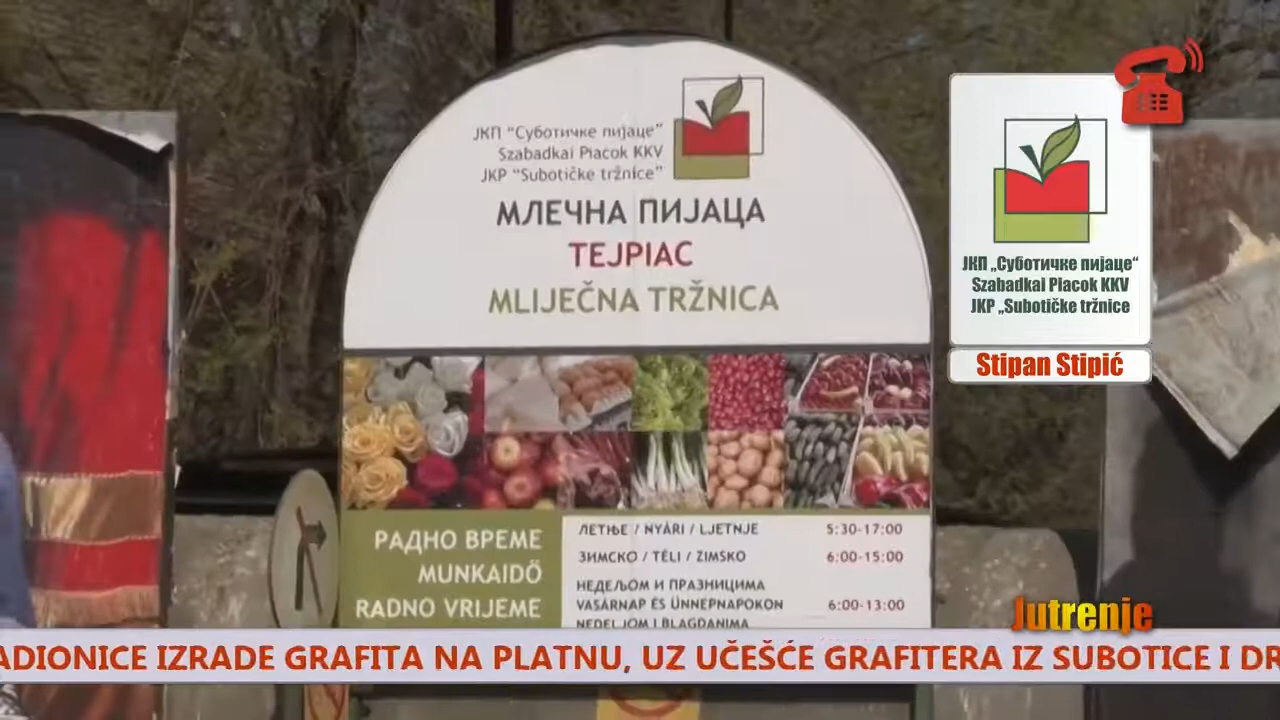 ЈКП "Суботичке пијаце"
Szabadkai Piacok KKV
JKP "Subotičke tržnice"
МЛЕЧНА ПИЈАЦА
TEJPIAC
MLIJEČNA TRŽNICA
РАДНО ВРЕМЕ
MUNKAIDŐ
RADNO VRIJEME
ЛЕТЊЕ / NYÁRI / LJETNJE 5:30-17:00
ЗИМСКО / TÉLI / ZIMSKO 6:00-15:00
НЕДЕЉОМ И ПРАЗНИЦИМА
VASÁRNAP ÉS ÜNNEPNAPOKON 6:00-13:00
NEDELJOM I BLAGDANIMA
ЈКП „Суботичке пијаце“
Szabadkai Piacok KKV
JKP „Subotičke tržnice
Stipan Stipić
Jutrenje
ADIONICE IZRADE GRAFITA NA PLATNU, UZ UČEŠĆE GRAFITERA IZ SUBOTICE I DR